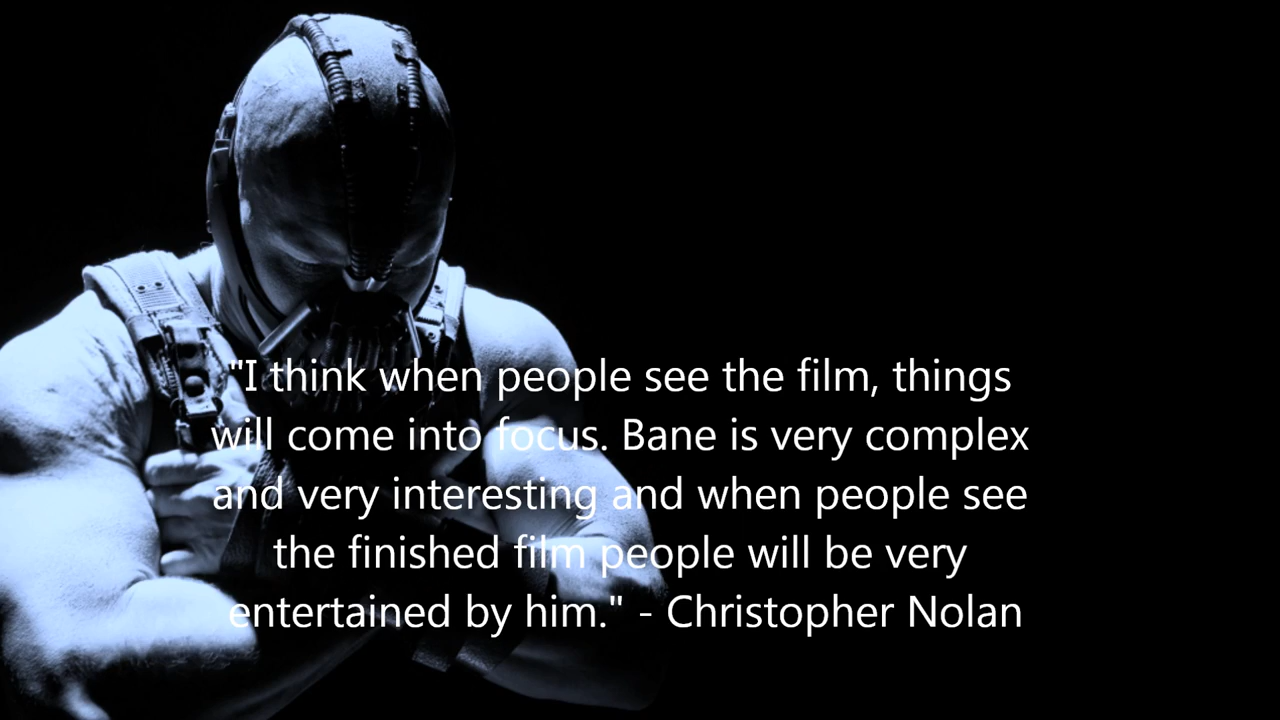 "I think when people see the film, things
will come into focus. Bane is very complex
and very interesting and when people see
the finished film people will be very
entertained by him." - Christopher Nolan